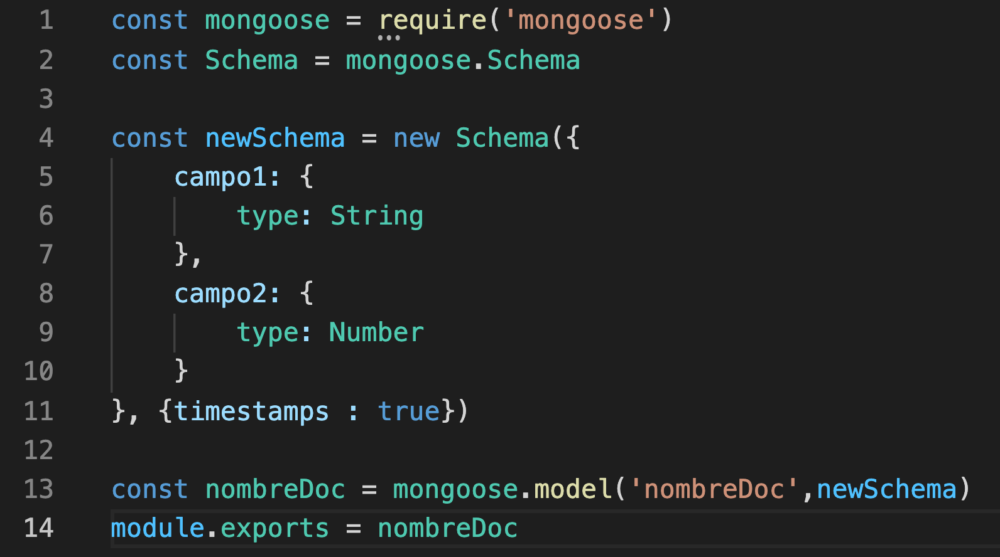 1 const mongoose = require('mongoose')
2 const Schema = mongoose.Schema
3
4 const newSchema = new Schema({
5     campo1: {
6         type: String
7     },
8     campo2: {
9         type: Number
10     }
11 }, {timestamps : true})
12
13 const nombreDoc = mongoose.model('nombreDoc',newSchema)
14 module.exports = nombreDoc